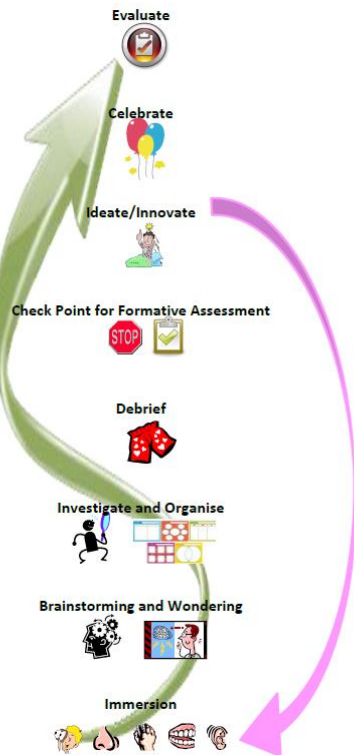 Evaluate
Celebrate
Ideate/Innovate
Check Point for Formative Assessment
STOP
Debrief
Investigate and Organise
Brainstorming and Wondering
Immersion